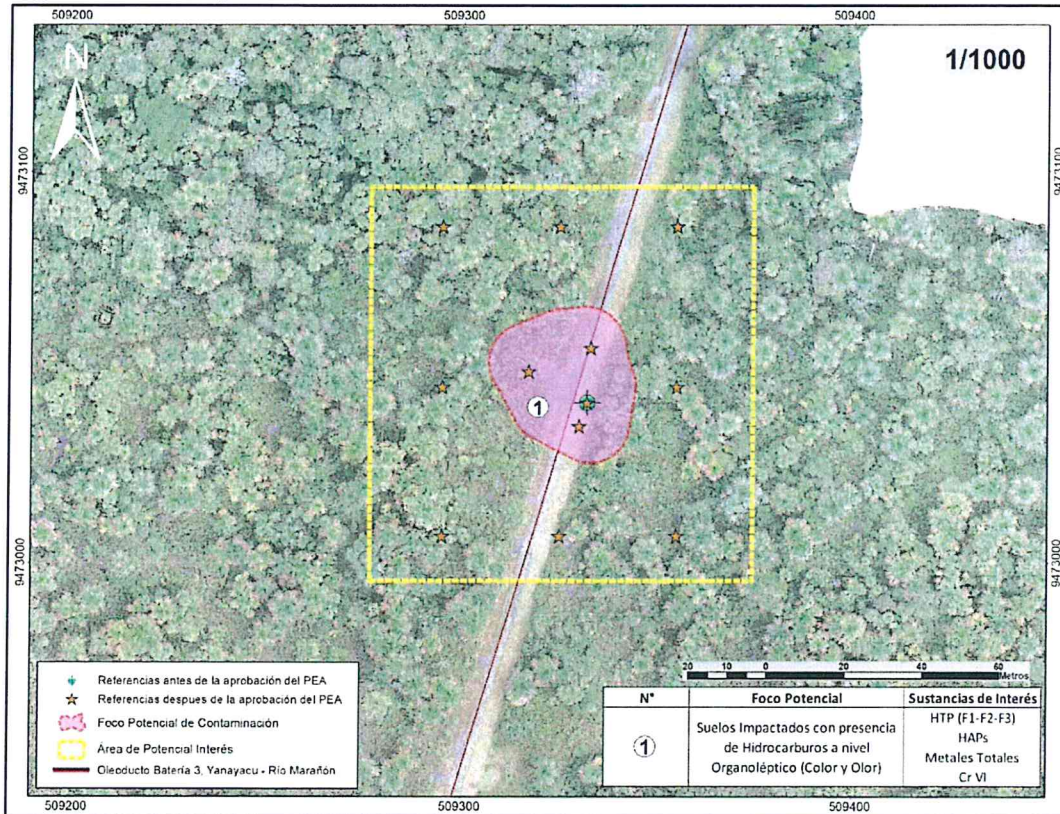 509200
509300
509400
N
1/1000
9473100
9473100
1
9473000
9473000
Referencias antes de la aprobación del PEA
Referencias despues de la aprobación del PEA
Foco Potencial de Contaminación
Área de Potencial Interés
Oleoducto Batería 3, Yanayacu - Río Marañón
20 10 0 20 40 60
Metros
N° Foco Potencial Sustancias de Interés
1 Suelos Impactados con presencia de Hidrocarburos a nivel Organoléptico (Color y Olor)
HTP (F1-F2-F3)
HAPs
Metales Totales
Cr VI
509200
509300
509400